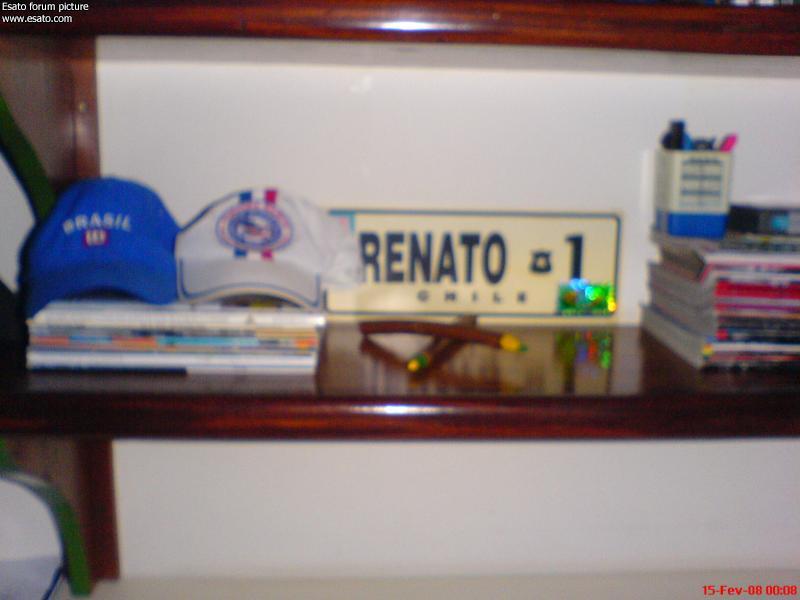 Esato forum picture
www.esato.com
BRASIL
RENATO 1
CHILE
15-Fev-08 00:08